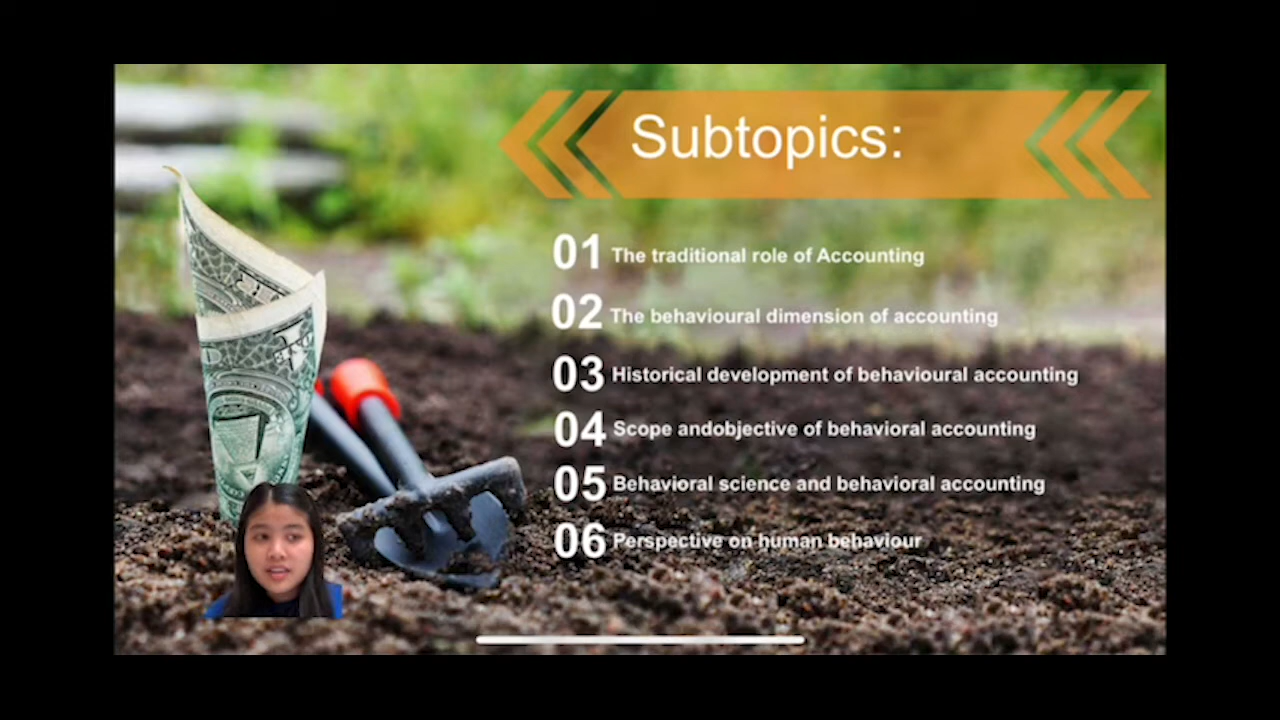 Subtopics:
01 The traditional role of Accounting
02 The behavioural dimension of accounting
03 Historical development of behavioural accounting
04 Scope andobjective of behavioral accounting
05 Behavioral science and behavioral accounting
06 Perspective on human behaviour